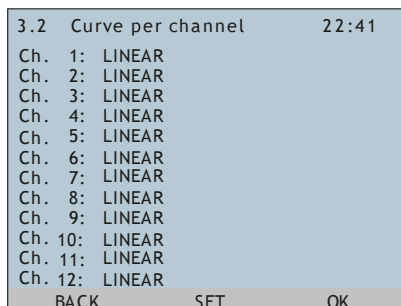 3.2 Curve per channel 22:41
Ch. 1: LINEAR
Ch. 2: LINEAR
Ch. 3: LINEAR
Ch. 4: LINEAR
Ch. 5: LINEAR
Ch. 6: LINEAR
Ch. 7: LINEAR
Ch. 8: LINEAR
Ch. 9: LINEAR
Ch. 10: LINEAR
Ch. 11: LINEAR
Ch. 12: LINEAR
BACK SET OK